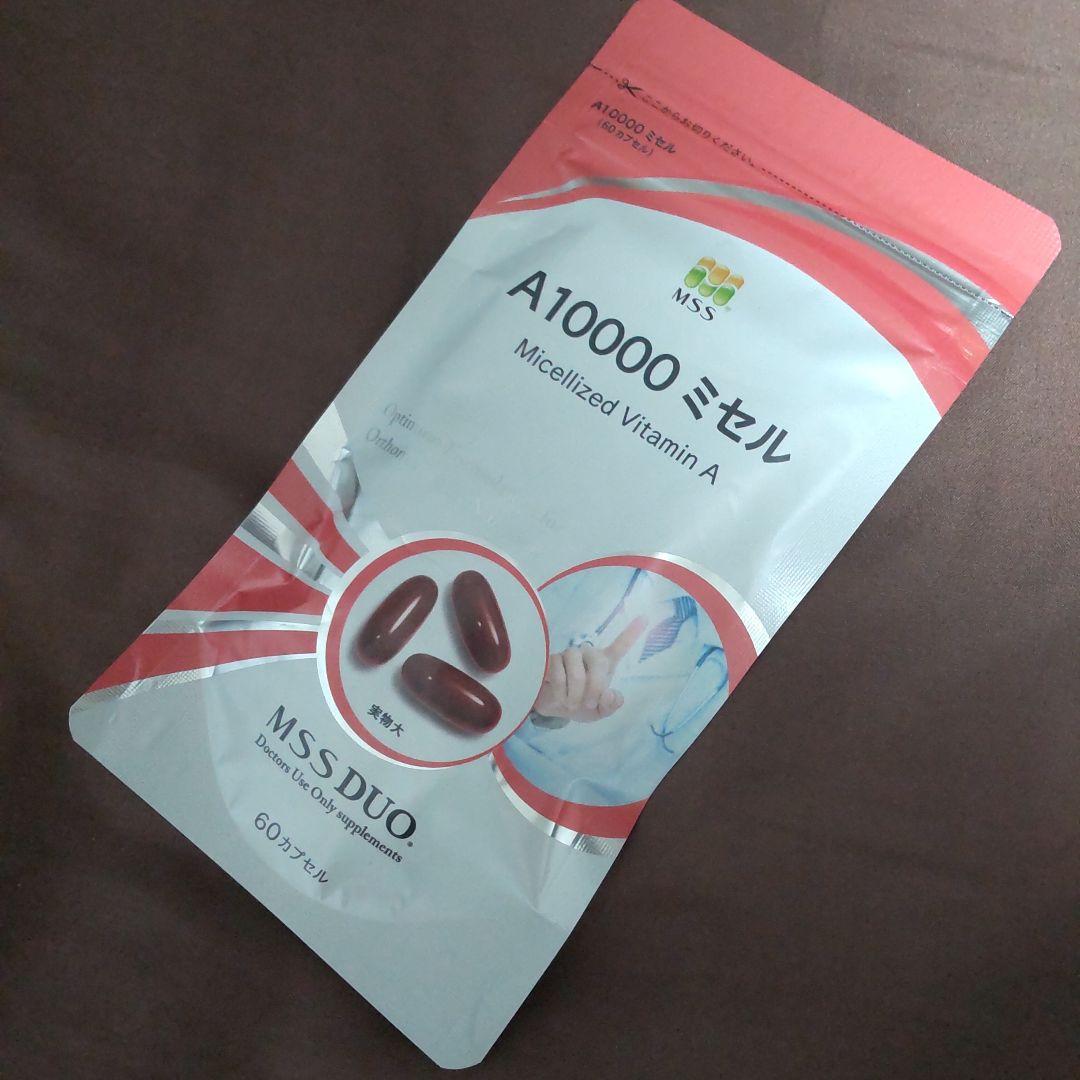 ここからお切りください。
A10000 ミセル
(60カプセル)
MSS
A10000 ミセル
Micellized Vitamin A
実物大
MSS DUO®
Doctors Use Only supplements
60カプセル